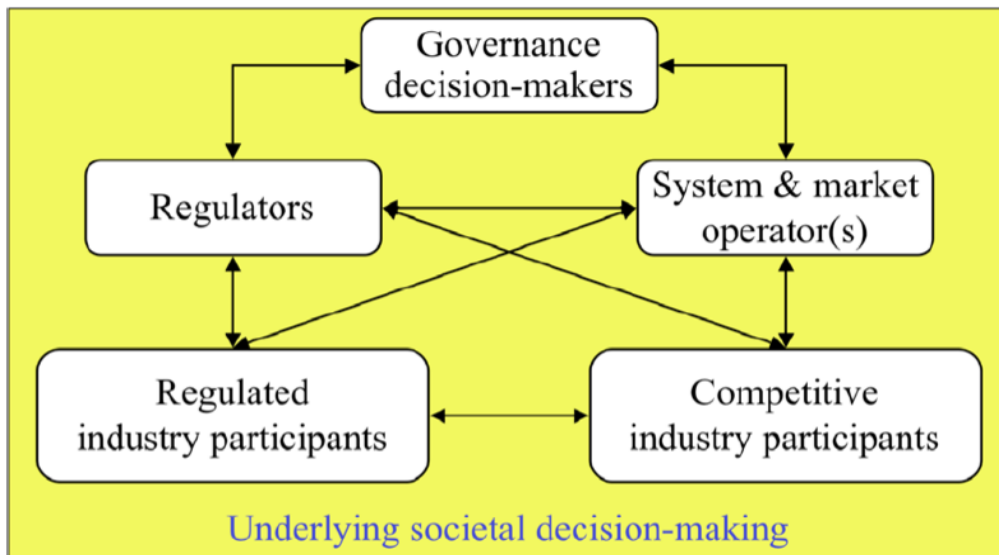 Governance
decision-makers
Regulators
System & market
operator(s)
Regulated
industry participants
Competitive
industry participants
Underlying societal decision-making